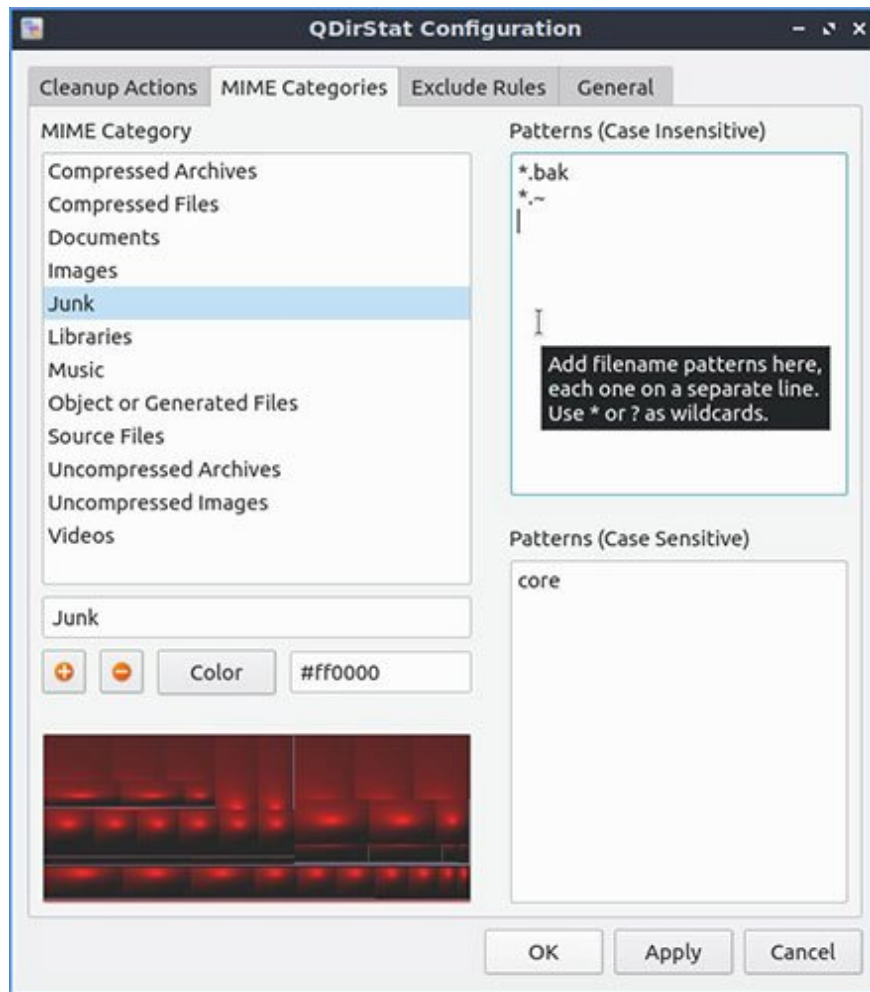 QDirStat Configuration
Cleanup Actions MIME Categories Exclude Rules General
MIME Category
Compressed Archives
Compressed Files
Documents
Images
Junk
Libraries
Music
Object or Generated Files
Source Files
Uncompressed Archives
Uncompressed Images
Videos
Junk
Color #ff0000
Patterns (Case Insensitive)
*.bak
*.~
Add filename patterns here,
each one on a separate line.
Use * or ? as wildcards.
Patterns (Case Sensitive)
core
OK Apply Cancel